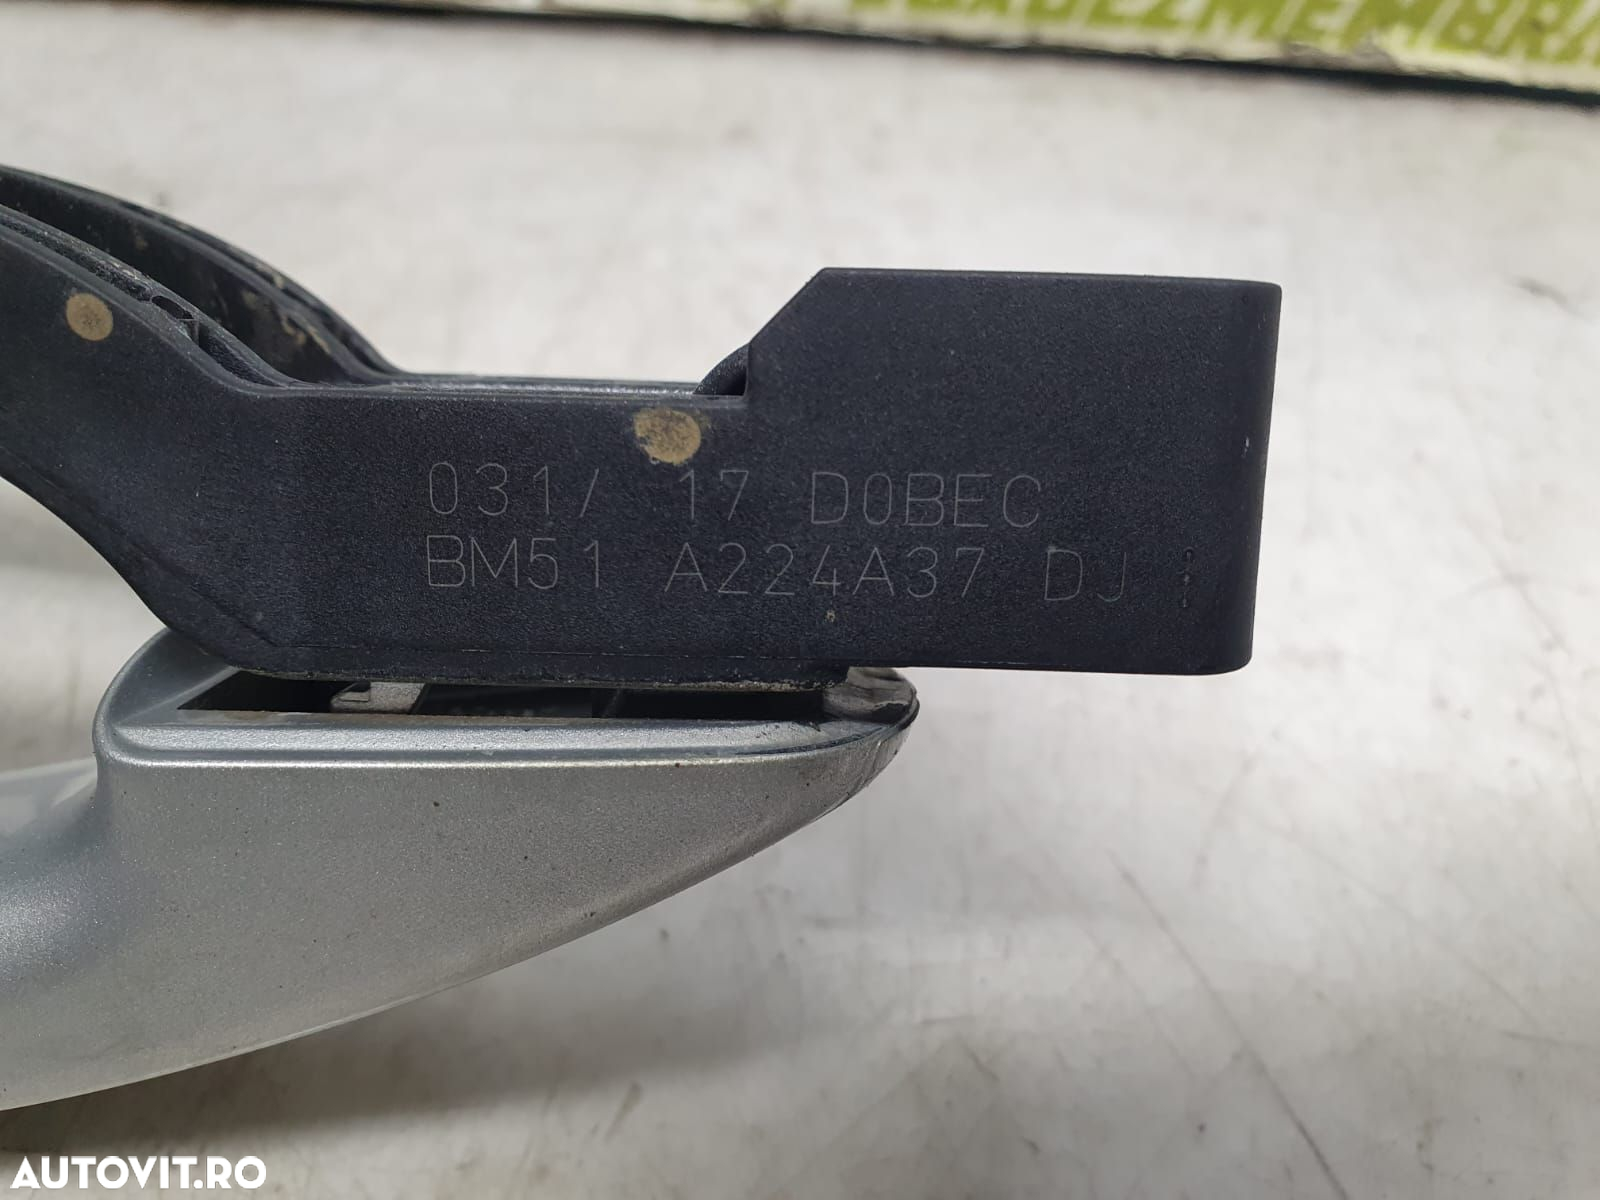 031/ 17 D0BEC
BM51 A224A37 DJ
AUTOVIT.RO